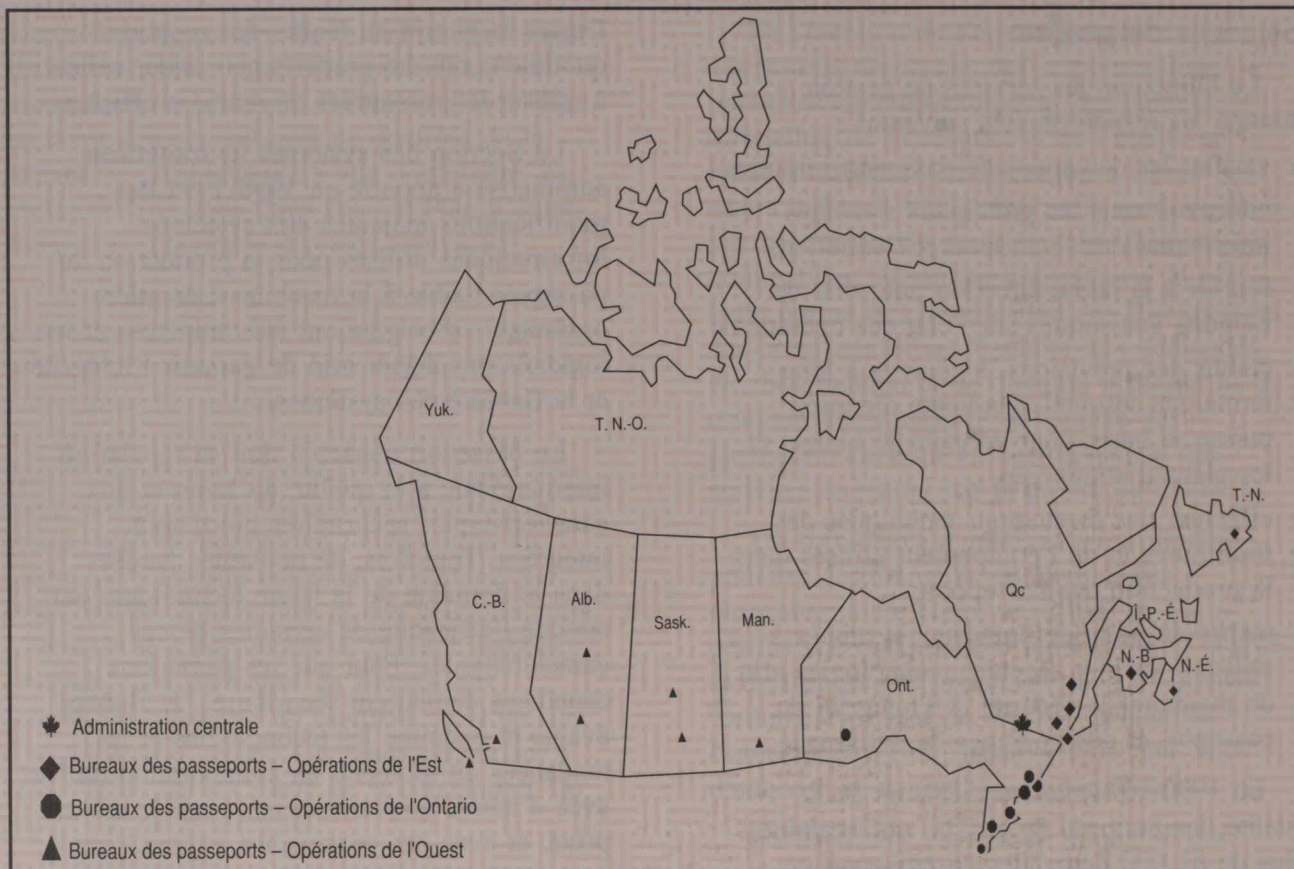 Yuk.
T. N.-O.
T.-N.
C.-B.
Alb.
Sask.
Man.
Ont.
Qc
Î.-P.-É.
N.-B.
N.-É.
Administration centrale
Bureaux des passeports – Opérations de l'Est
Bureaux des passeports – Opérations de l'Ontario
Bureaux des passeports – Opérations de l'Ouest